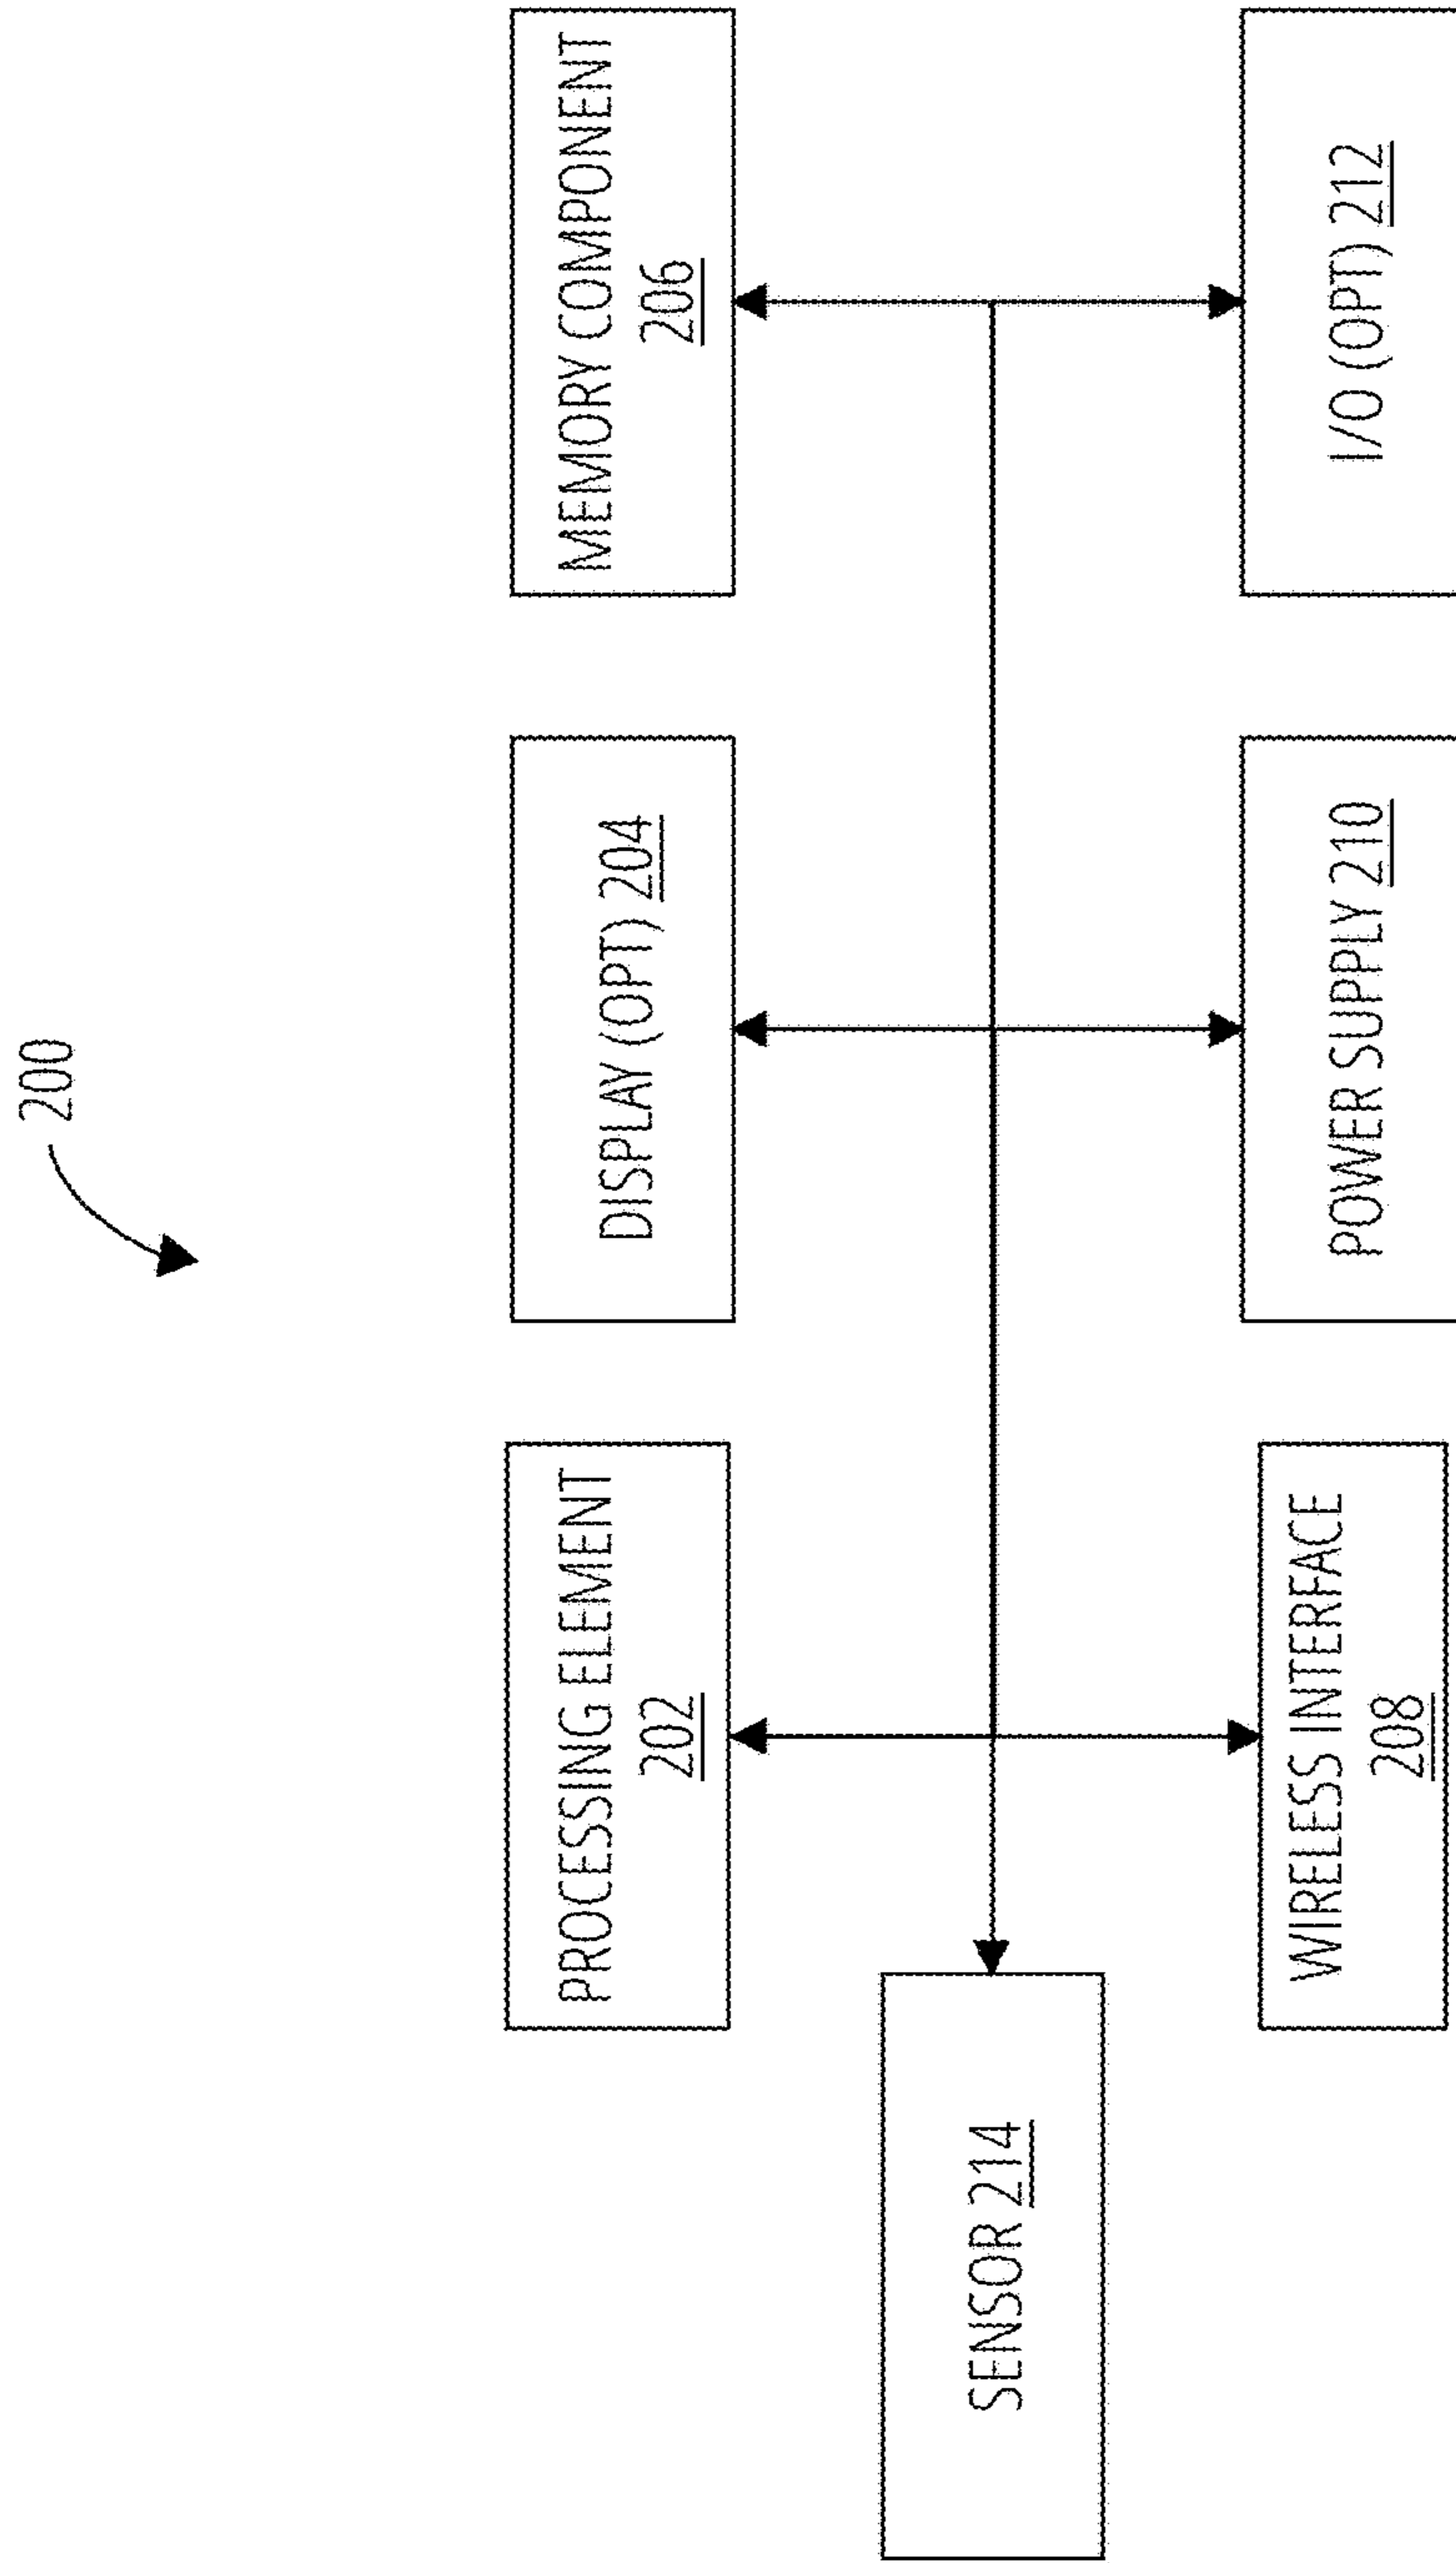 200
PROCESSING ELEMENT
202
DISPLAY (OPT) 204
MEMORY COMPONENT
206
SENSOR 214
WIRELESS INTERFACE
208
POWER SUPPLY 210
I/O (OPT) 212